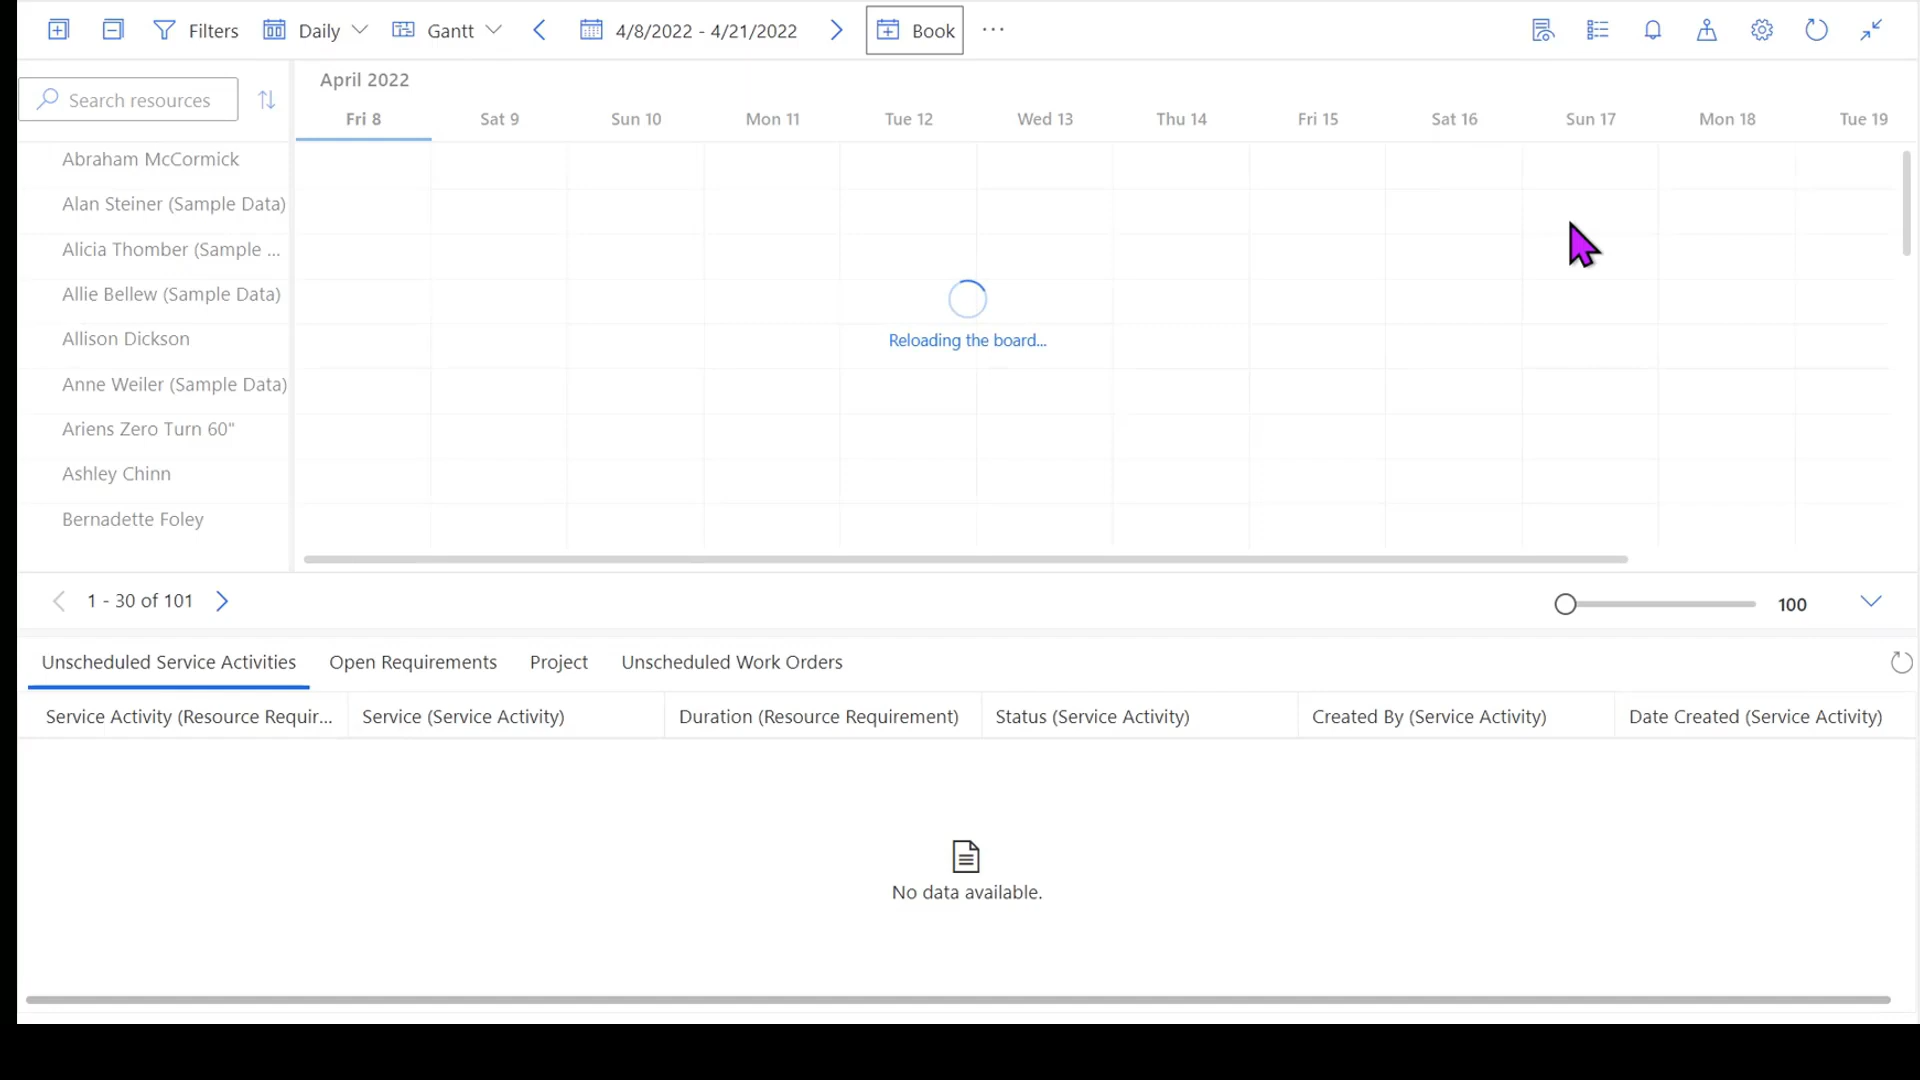 Filters Daily Gantt 4/8/2022 - 4/21/2022 Book ...
Search resources
April 2022
Fri 8 Sat 9 Sun 10 Mon 11 Tue 12 Wed 13 Thu 14 Fri 15 Sat 16 Sun 17 Mon 18 Tue 19
Abraham McCormick
Alan Steiner (Sample Data)
Alicia Thomber (Sample ...
Allie Bellew (Sample Data)
Allison Dickson
Anne Weiler (Sample Data)
Ariens Zero Turn 60"
Ashley Chinn
Bernadette Foley
Reloading the board...
1 - 30 of 101
100
Unscheduled Service Activities Open Requirements Project Unscheduled Work Orders
Service Activity (Resource Requir... Service (Service Activity) Duration (Resource Requirement) Status (Service Activity) Created By (Service Activity) Date Created (Service Activity)
No data available.